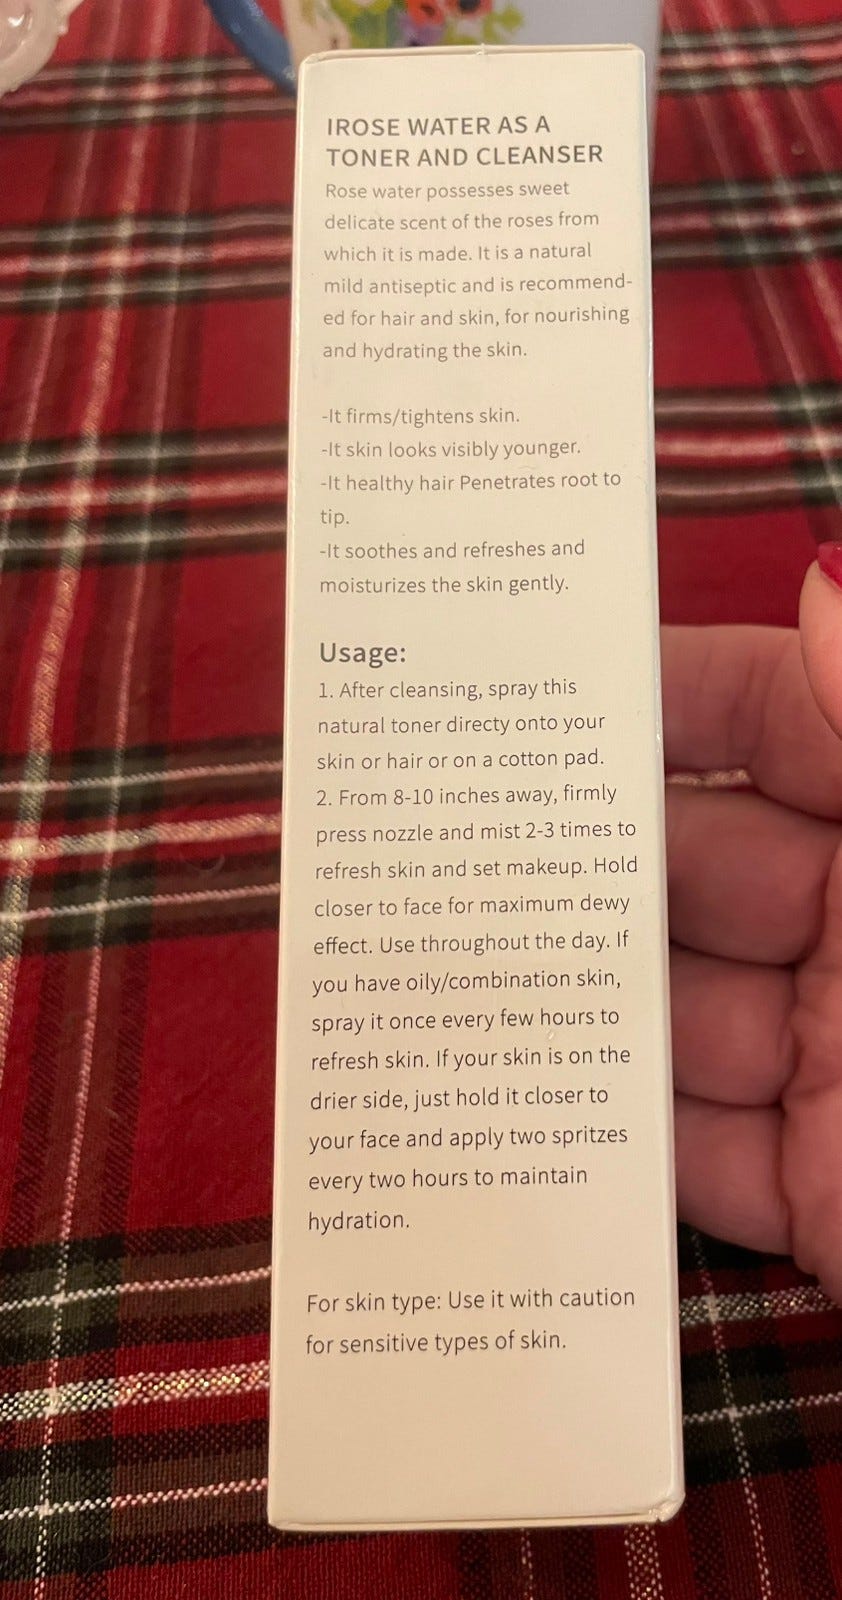 IROSE WATER AS A
TONER AND CLEANSER
Rose water possesses sweet
delicate scent of the roses from
which it is made. It is a natural
mild antiseptic and is recommend-
ed for hair and skin, for nourishing
and hydrating the skin.
-It firms/tightens skin.
-It skin looks visibly younger.
-It healthy hair Penetrates root to
tip.
-It soothes and refreshes and
moisturizes the skin gently.
Usage:
1. After cleansing, spray this
natural toner directy onto your
skin or hair or on a cotton pad.
2. From 8-10 inches away, firmly
press nozzle and mist 2-3 times to
refresh skin and set makeup. Hold
closer to face for maximum dewy
effect. Use throughout the day. If
you have oily/combination skin,
spray it once every few hours to
refresh skin. If your skin is on the
drier side, just hold it closer to
your face and apply two spritzes
every two hours to maintain
hydration.
For skin type: Use it with caution
for sensitive types of skin.